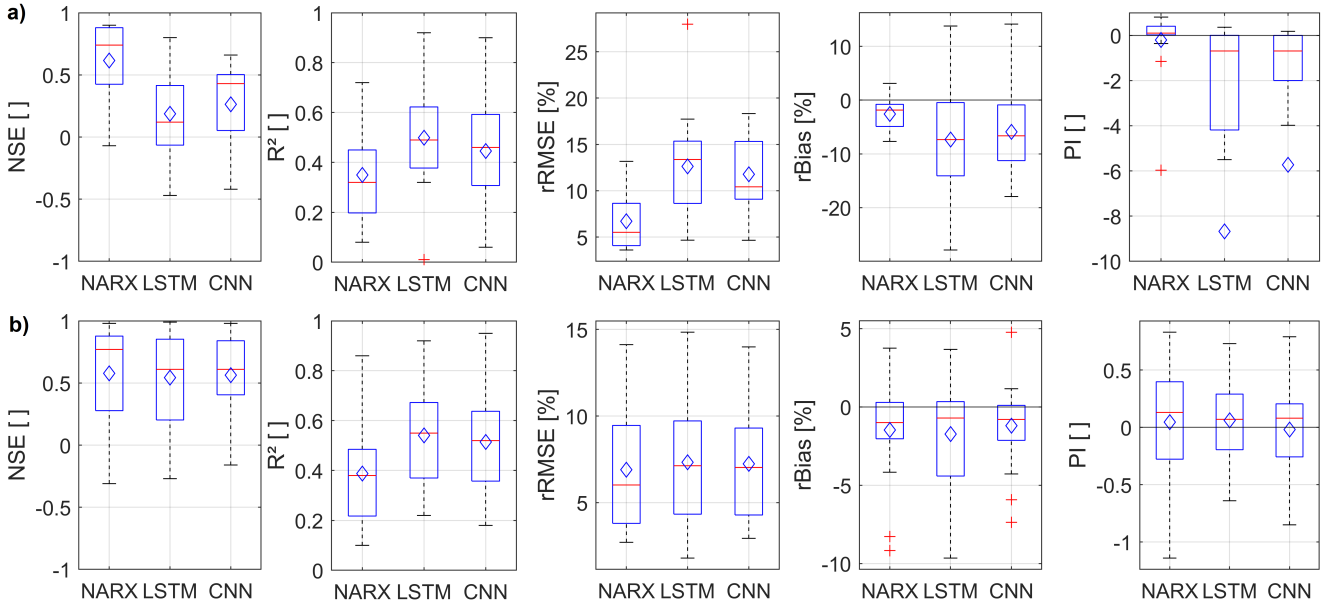 a)
NSE [ ]
1
0.5
0
-0.5
-1
NARX LSTM CNN
R² [ ]
1
0.8
0.6
0.4
0.2
0
NARX LSTM CNN
rRMSE [%]
25
20
15
10
5
NARX LSTM CNN
rBias [%]
10
0
-10
-20
NARX LSTM CNN
PI [ ]
0
-2
-4
-6
-8
-10
NARX LSTM CNN
b)
NSE [ ]
1
0.5
0
-0.5
-1
NARX LSTM CNN
R² [ ]
1
0.8
0.6
0.4
0.2
0
NARX LSTM CNN
rRMSE [%]
15
10
5
NARX LSTM CNN
rBias [%]
5
0
-5
-10
NARX LSTM CNN
PI [ ]
0.5
0
-0.5
-1
NARX LSTM CNN